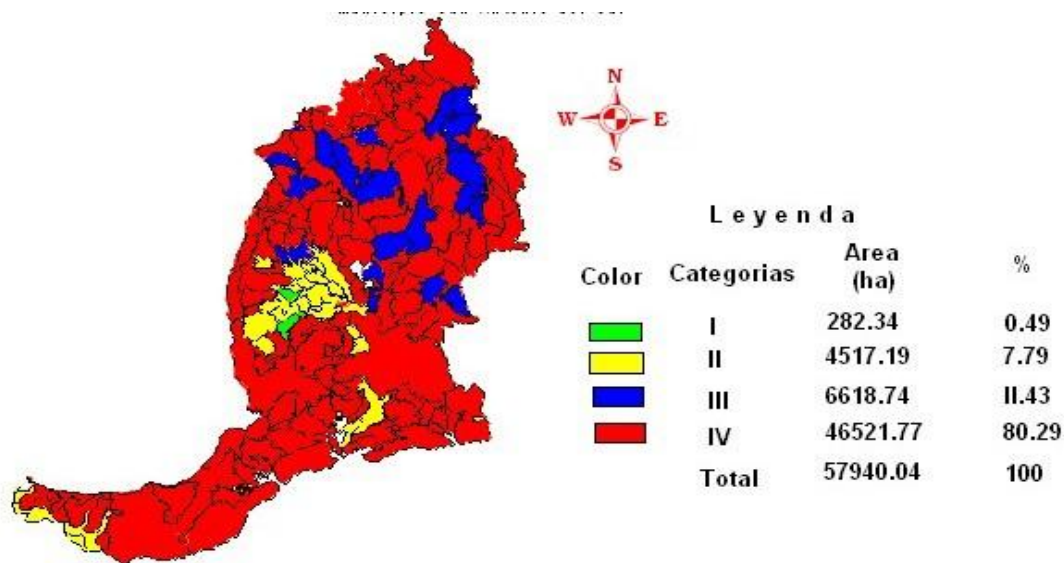 N
W E
S
Leyenda
Color Categorias Area (ha) %
I 282.34 0.49
II 4517.19 7.79
III 6618.74 II.43
IV 46521.77 80.29
Total 57940.04 100